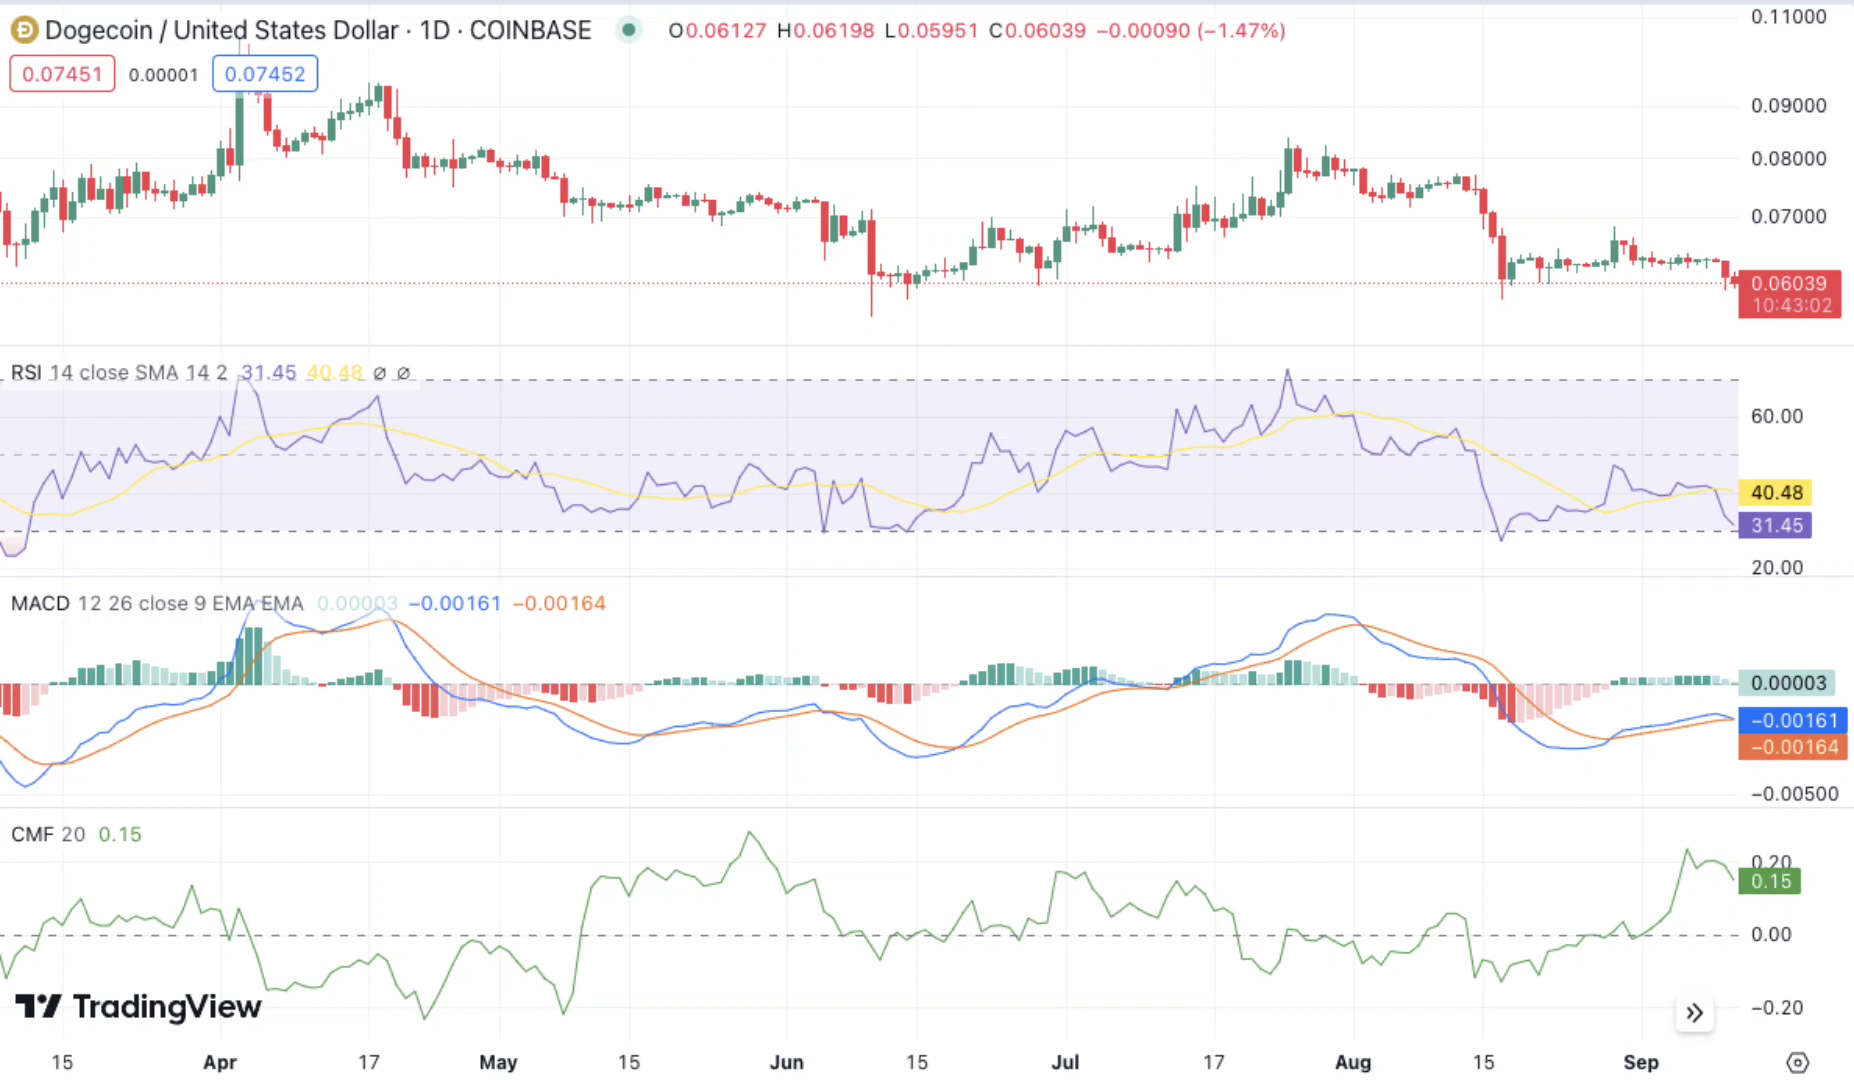 Dogecoin / United States Dollar · 1D · COINBASE O0.06127 H0.06198 L0.05951 C0.06039 −0.00090 (−1.47%)
0.07451 0.00001 0.07452
0.11000
0.09000
0.08000
0.07000
0.06039
10:43:02
RSI 14 close SMA 14 2 31.45 40.48 ∅ ∅
60.00
40.48
31.45
20.00
MACD 12 26 close 9 EMA EMA 0.00003 −0.00161 −0.00164
0.00003
−0.00161
−0.00164
−0.00500
CMF 20 0.15
0.20
0.15
0.00
−0.20
TradingView
15 Apr 17 May 15 Jun 15 Jul 17 Aug 15 Sep